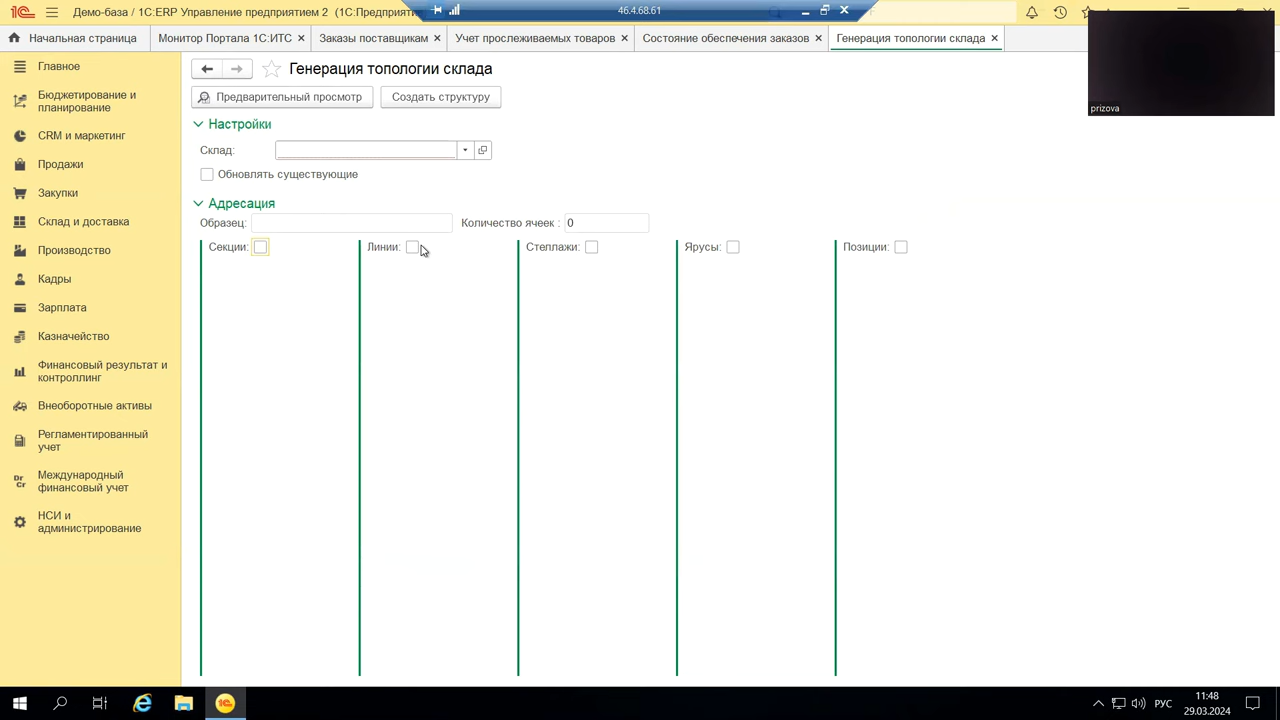 Демо-база / 1С:ERP Управление предприятием 2 (1С:Предприяти
46.4.68.61
Начальная страница
Монитор Портала 1С:ИТС
Заказы поставщикам
Учет прослеживаемых товаров
Состояние обеспечения заказов
Генерация топологии склада
Главное
Бюджетирование и
планирование
CRM и маркетинг
Продажи
Закупки
Склад и доставка
Производство
Кадры
Зарплата
Казначейство
Финансовый результат и
контроллинг
Внеоборотные активы
Регламентированный
учет
Dr
Cr
Международный
финансовый учет
НСИ и
администрирование
Генерация топологии склада
Предварительный просмотр
Создать структуру
Настройки
Склад:
Обновлять существующие
Адресация
Образец:
Количество ячеек : 0
Секции:
Линии:
Стеллажи:
Ярусы:
Позиции:
prizova
РУС
11:48
29.03.2024